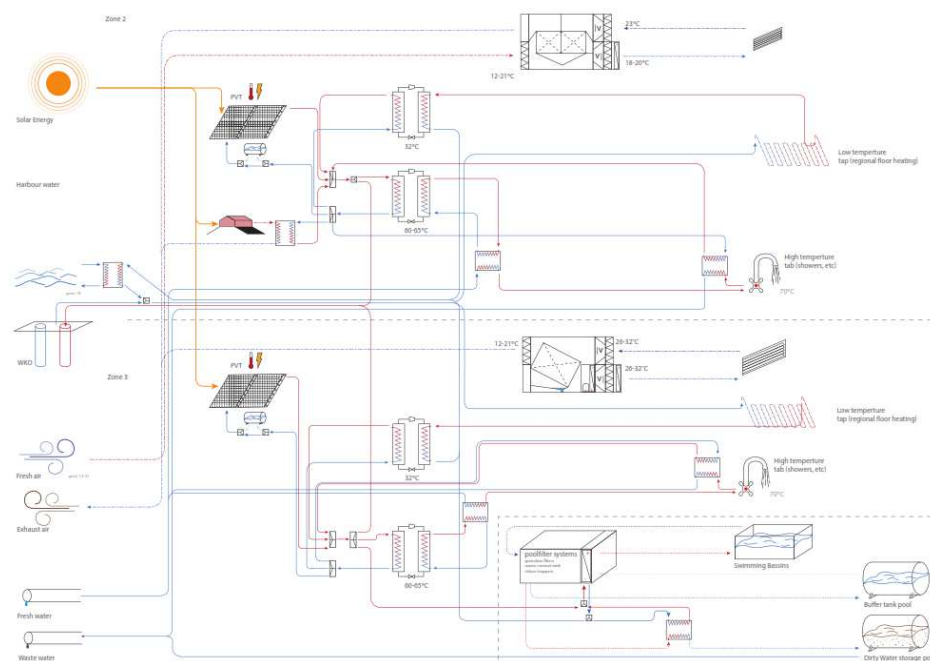 Zone 2
23°C
18-20°C
12-21°C
PVT
Solar Energy
32°C
Low temperture
tap (regional floor heating)
Harbour water
60-65°C
High temperture
tab (showers, etc)
70°C
WKO
12-21°C
26-32°C
26-32°C
Zone 3
PVT
Low temperture
tap (regional floor heating)
32°C
High temperture
tab (showers, etc)
70°C
Fresh air
Exhaust air
poolfilter systems
Swimming Bassins
60-65°C
Buffer tank pool
Fresh water
Waste water
Dirty Water storage